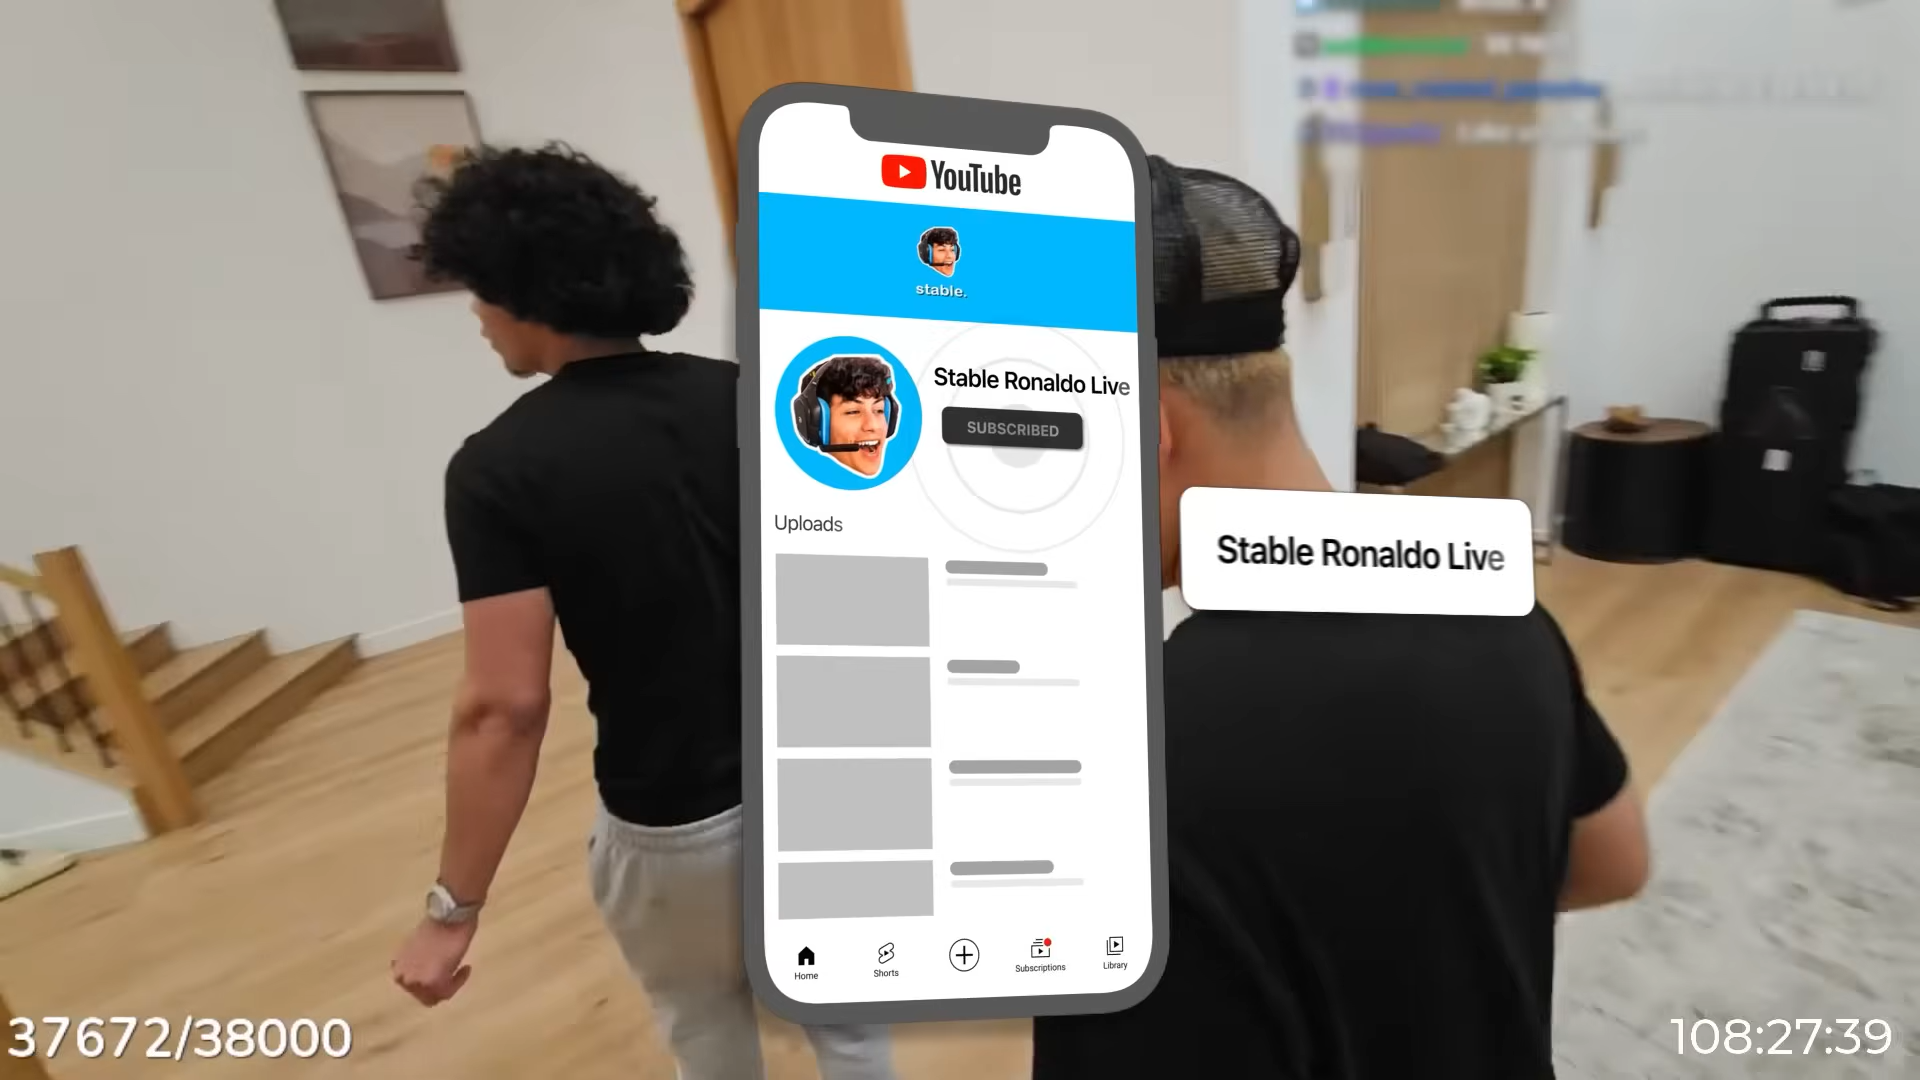 YouTube
stable.
Stable Ronaldo Live
SUBSCRIBED
Stable Ronaldo Live
Uploads
Home
Shorts
Subscriptions
Library
37672/38000
108:27:39